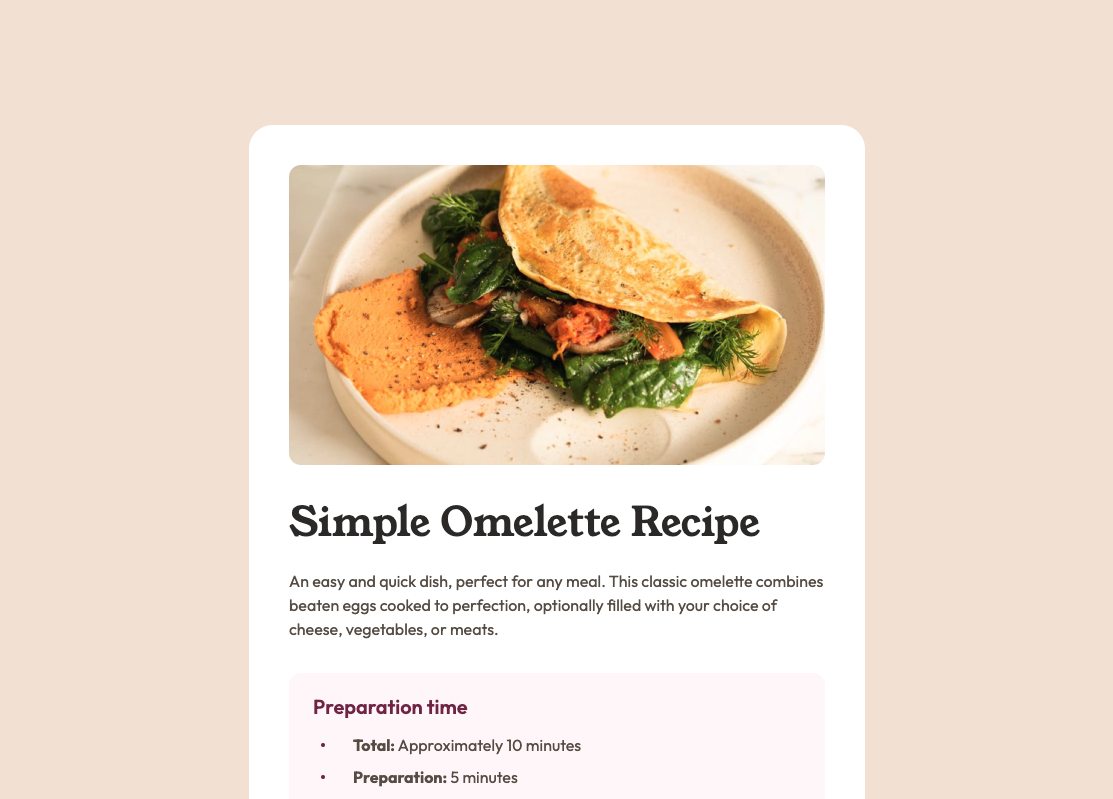 Simple Omelette Recipe
An easy and quick dish, perfect for any meal. This classic omelette combines
beaten eggs cooked to perfection, optionally filled with your choice of
cheese, vegetables, or meats.
Preparation time
• Total: Approximately 10 minutes
• Preparation: 5 minutes